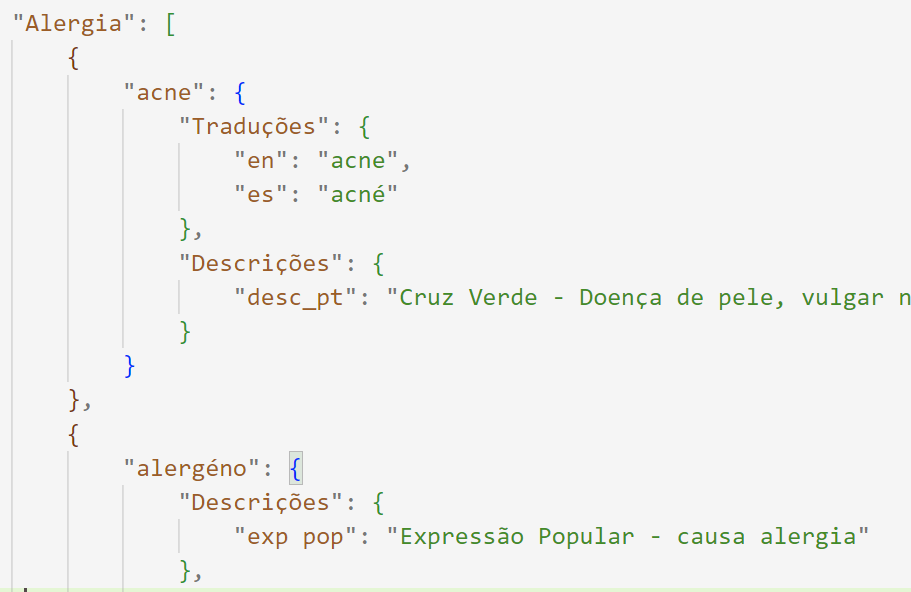 "Alergia": [
{
"acne": {
"Traduções": {
"en": "acne",
"es": "acné"
},
"Descrições": {
"desc_pt": "Cruz Verde - Doença de pele, vulgar n
}
}
},
{
"alergéno": {
"Descrições": {
"exp pop": "Expressão Popular - causa alergia"
},